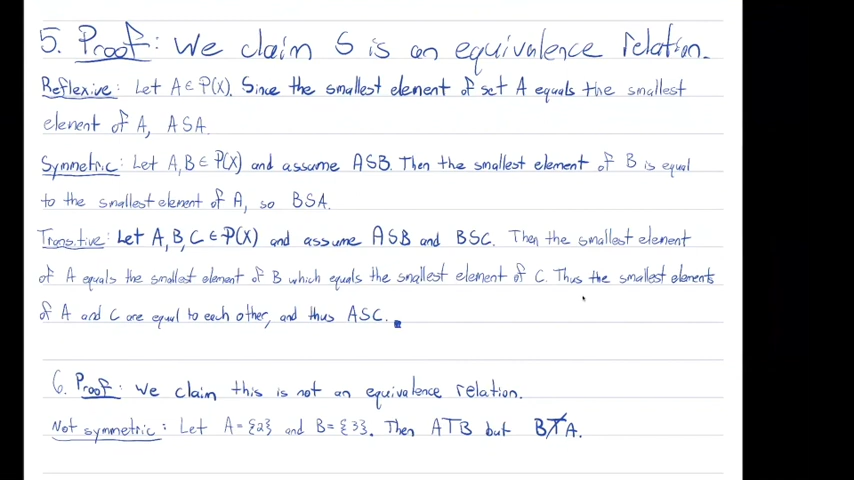 5. Proof: We claim S is an equivalence relation.
Reflexive: Let A ∈ P(X). Since the smallest element of set A equals the smallest
element of A, ASA.
Symmetric: Let A, B ∈ P(X) and assume ASB. Then the smallest element of B is equal
to the smallest element of A, so BSA.
Transitive: Let A, B, C ∈ P(X) and assume ASB and BSC. Then the smallest element
of A equals the smallest element of B which equals the smallest element of C. Thus the smallest elements
of A and C are equal to each other, and thus ASC. ■
6. Proof: We claim this is not an equivalence relation.
Not symmetric: Let A = {2} and B = {3}. Then ATB but BT̸A.